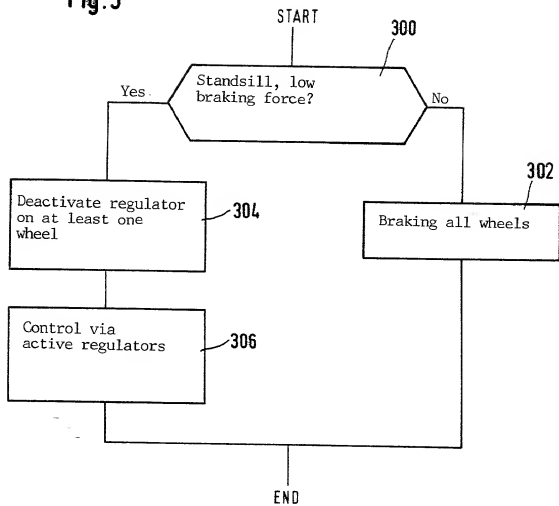 Fig.3
START
300
Standsill, low
braking force?
Yes
No
302
Deactivate regulator
on at least one
wheel
304
Braking all wheels
Control via
active regulators
306
END